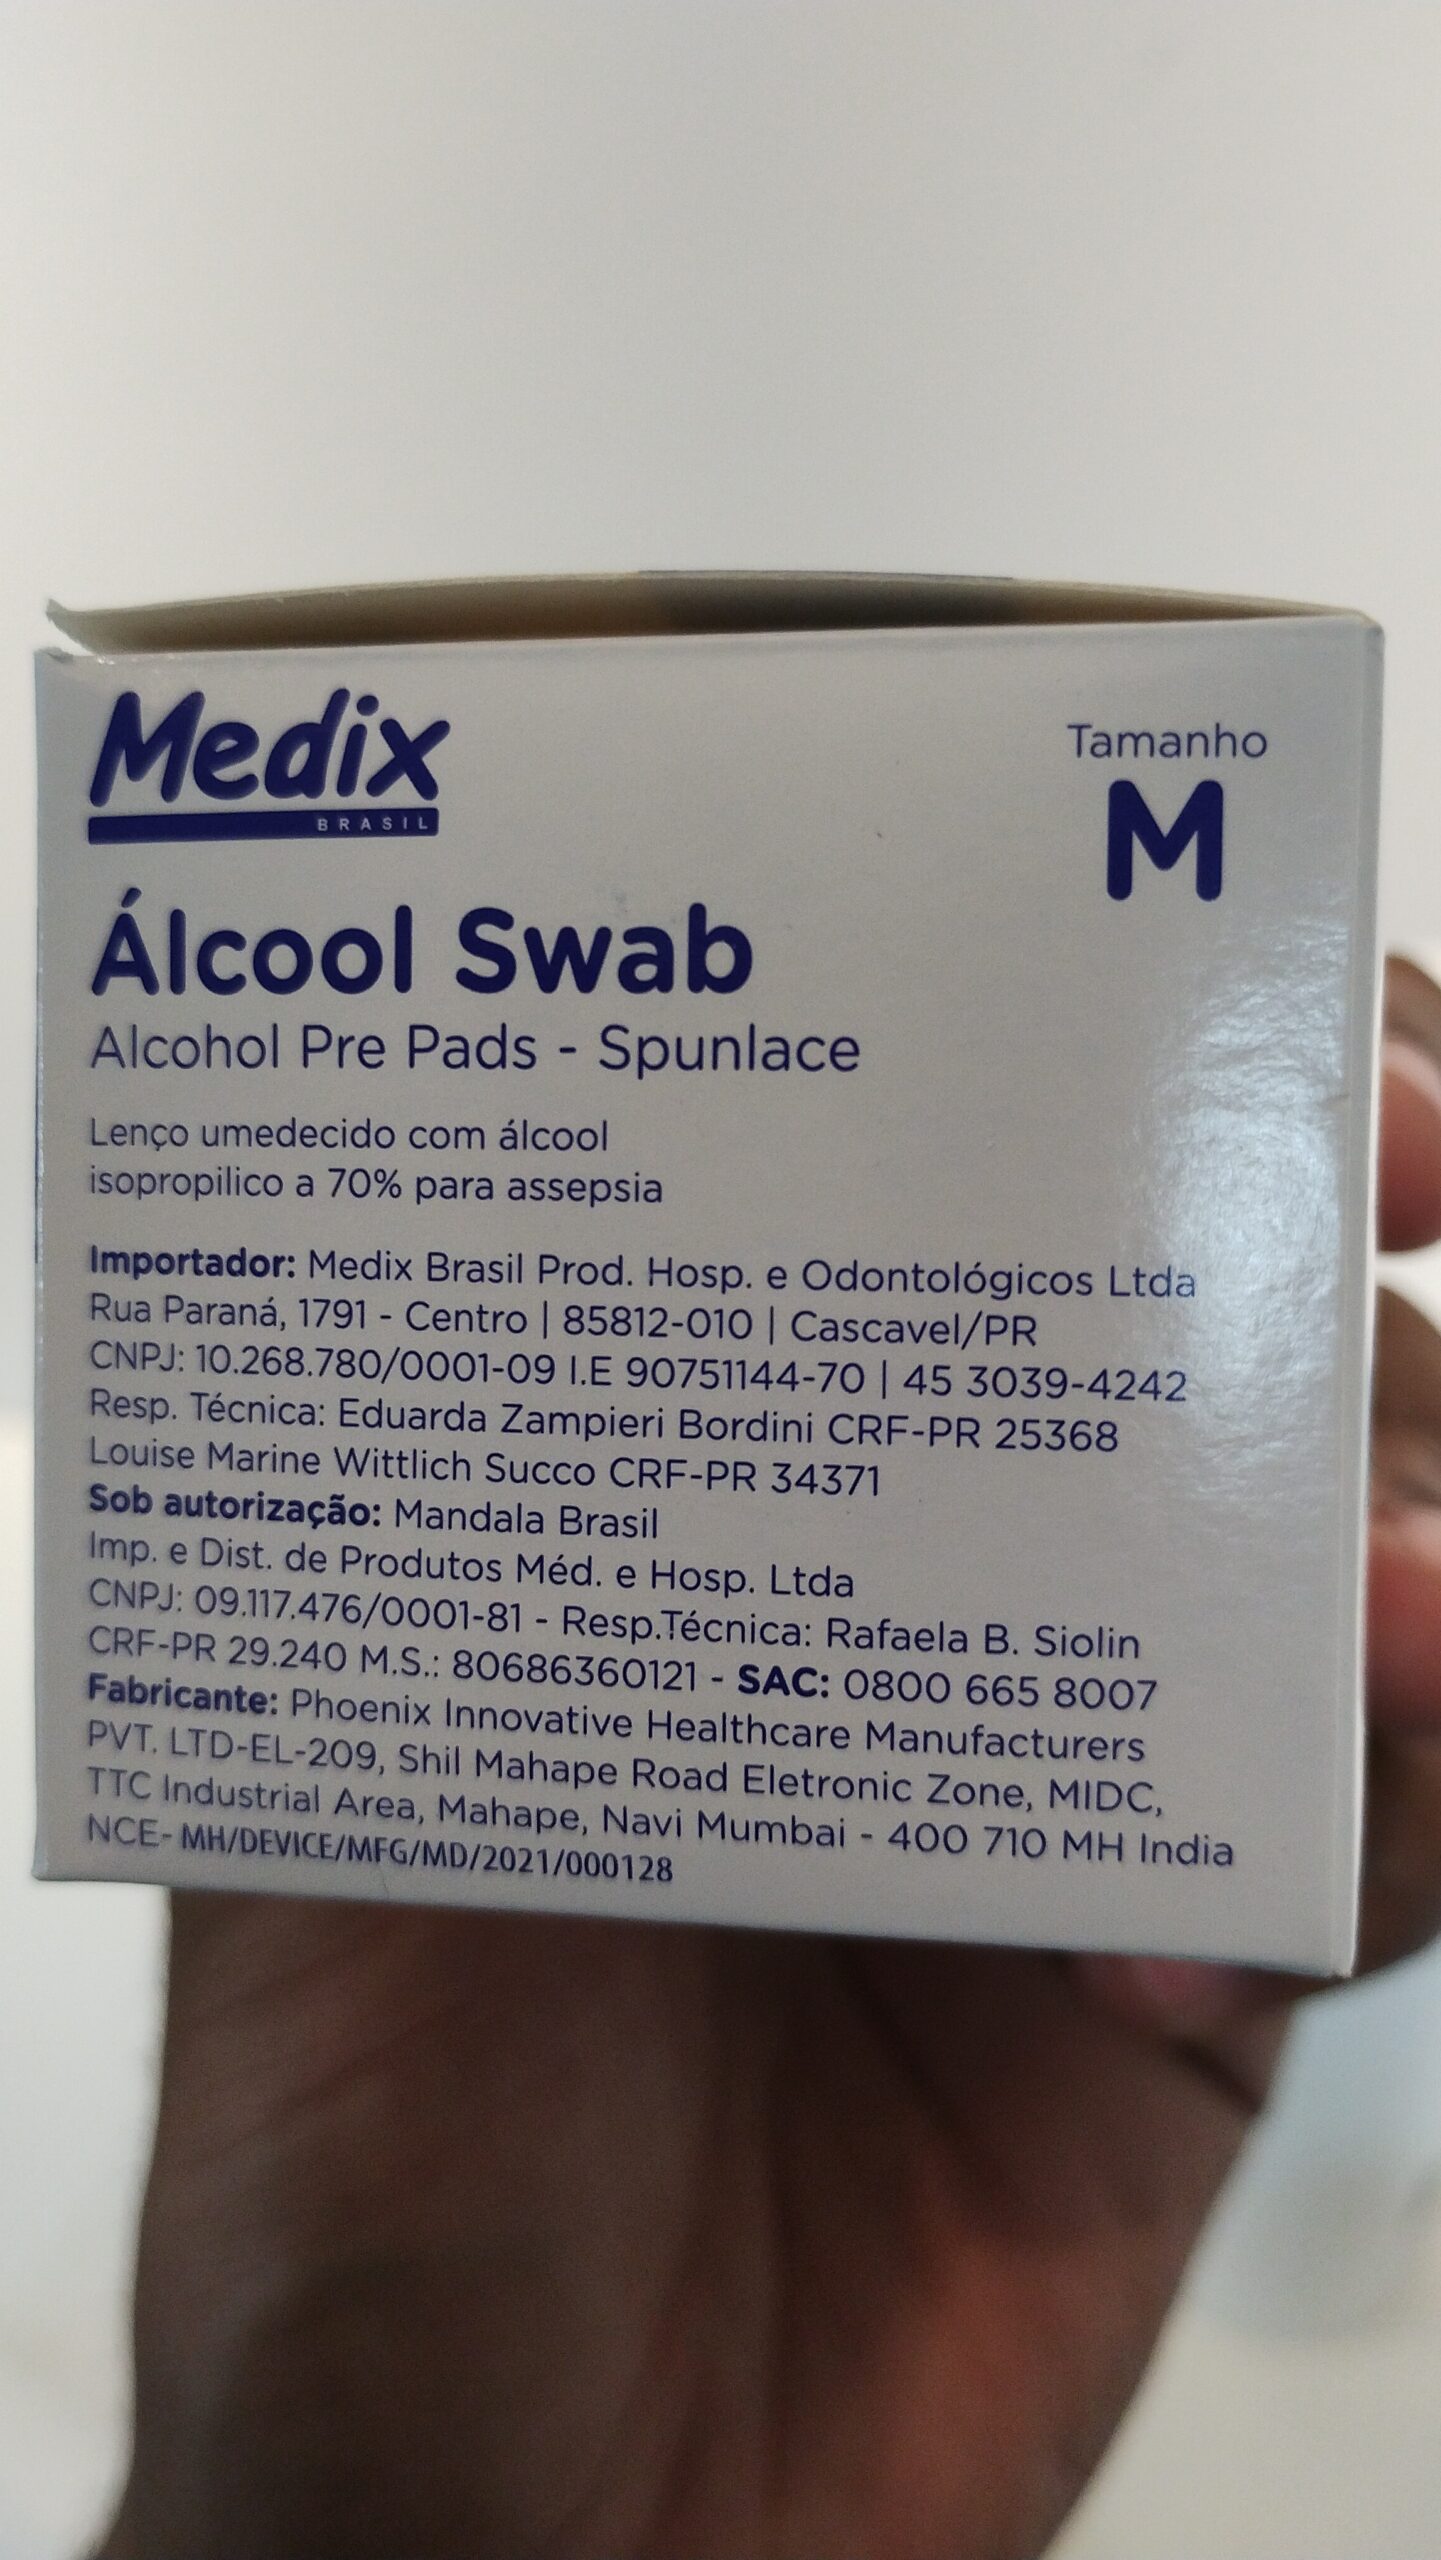 Medix
BRASIL
Tamanho
M
Álcool Swab
Alcohol Pre Pads - Spunlace
Lenço umedecido com álcool
isopropilico a 70% para assepsia
Importador: Medix Brasil Prod. Hosp. e Odontológicos Ltda
Rua Paraná, 1791 - Centro | 85812-010 | Cascavel/PR
CNPJ: 10.268.780/0001-09 I.E 90751144-70 | 45 3039-4242
Resp. Técnica: Eduarda Zampieri Bordini CRF-PR 25368
Louise Marine Wittlich Succo CRF-PR 34371
Sob autorização: Mandala Brasil
Imp. e Dist. de Produtos Méd. e Hosp. Ltda
CNPJ: 09.117.476/0001-81 - Resp.Técnica: Rafaela B. Siolin
CRF-PR 29.240 M.S.: 80686360121 - SAC: 0800 665 8007
Fabricante: Phoenix Innovative Healthcare Manufacturers
PVT. LTD-EL-209, Shil Mahape Road Eletronic Zone, MIDC,
TTC Industrial Area, Mahape, Navi Mumbai - 400 710 MH India
NCE- MH/DEVICE/MFG/MD/2021/000128